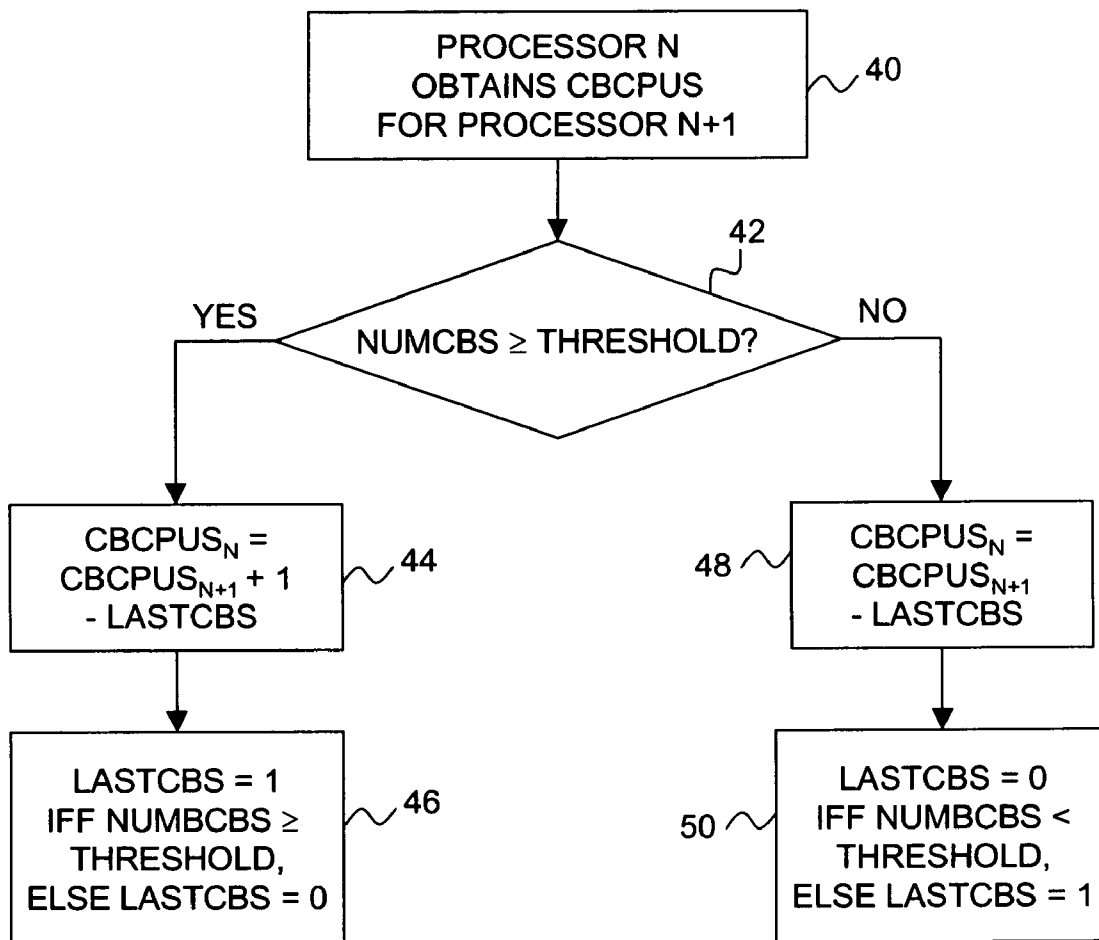 PROCESSOR N
OBTAINS CBCPUS
FOR PROCESSOR N+1
40
42
YES
NO
NUMCBS ≥ THRESHOLD?
CBCPUS_N =
CBCPUS_N+1 + 1
- LASTCBS
44
48
CBCPUS_N =
CBCPUS_N+1
- LASTCBS
LASTCBS = 1
IFF NUMBCBS ≥
THRESHOLD,
ELSE LASTCBS = 0
46
50
LASTCBS = 0
IFF NUMBCBS <
THRESHOLD,
ELSE LASTCBS = 1